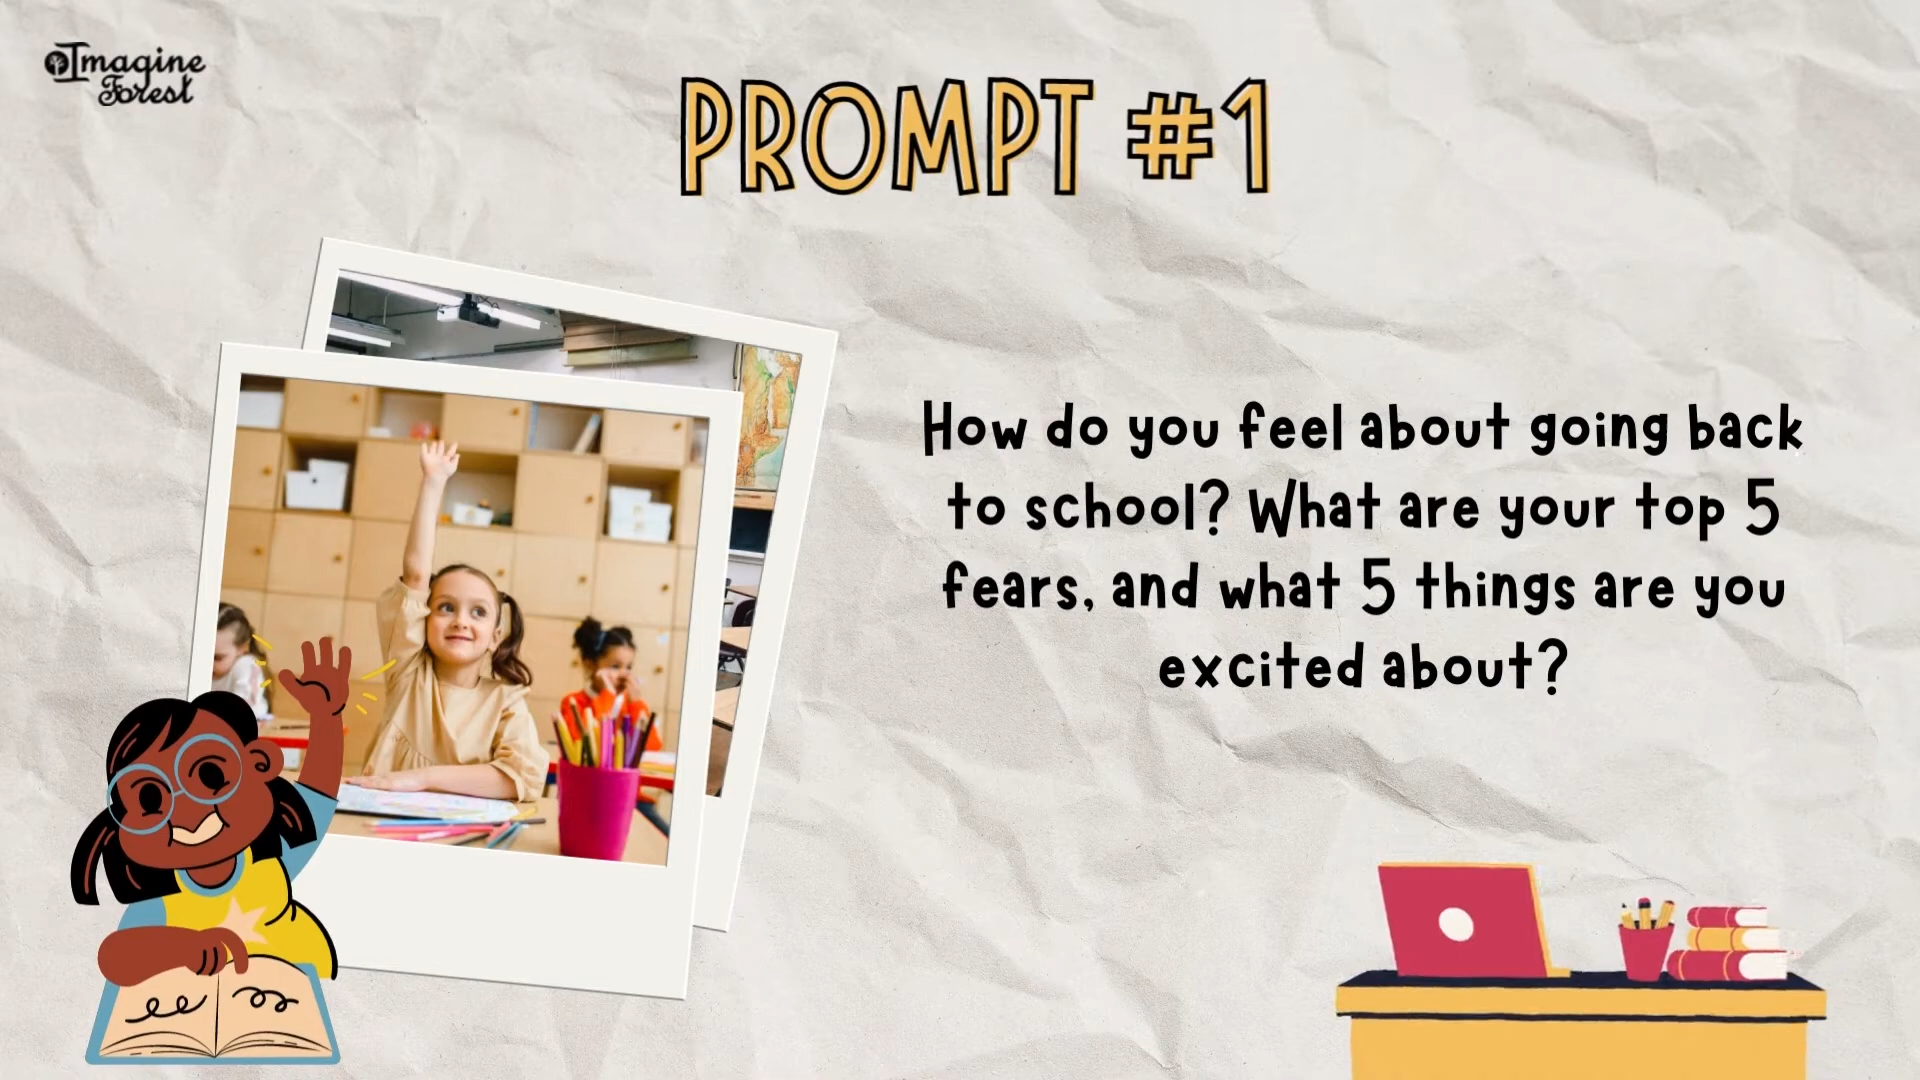 Imagine
Forest
PROMPT #1
How do you feel about going back
to school? What are your top 5
fears, and what 5 things are you
excited about?